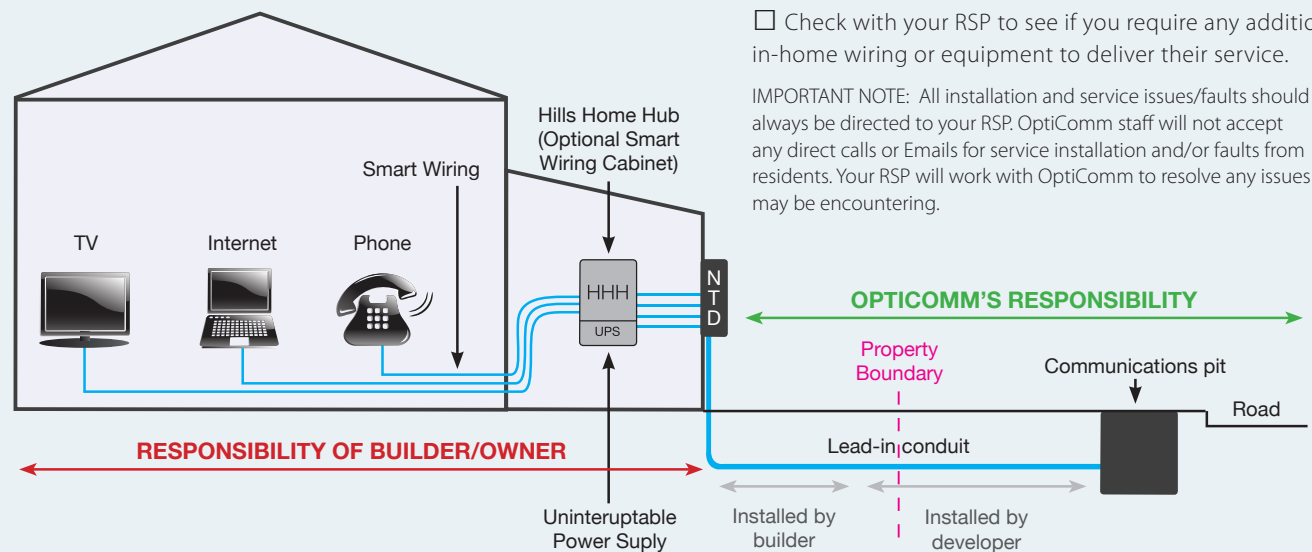 ☐ Check with your RSP to see if you require any additio
in-home wiring or equipment to deliver their service.
IMPORTANT NOTE: All installation and service issues/faults should
always be directed to your RSP. OptiComm staff will not accept
any direct calls or Emails for service installation and/or faults from
residents. Your RSP will work with OptiComm to resolve any issues
may be encountering.
Hills Home Hub
(Optional Smart
Wiring Cabinet)
Smart Wiring
TV
Internet
Phone
HHH
UPS
NTD
OPTICOMM'S RESPONSIBILITY
Property
Boundary
Communications pit
Road
RESPONSIBILITY OF BUILDER/OWNER
Lead-in conduit
Uninteruptable
Power Suply
Installed by
builder
Installed by
developer